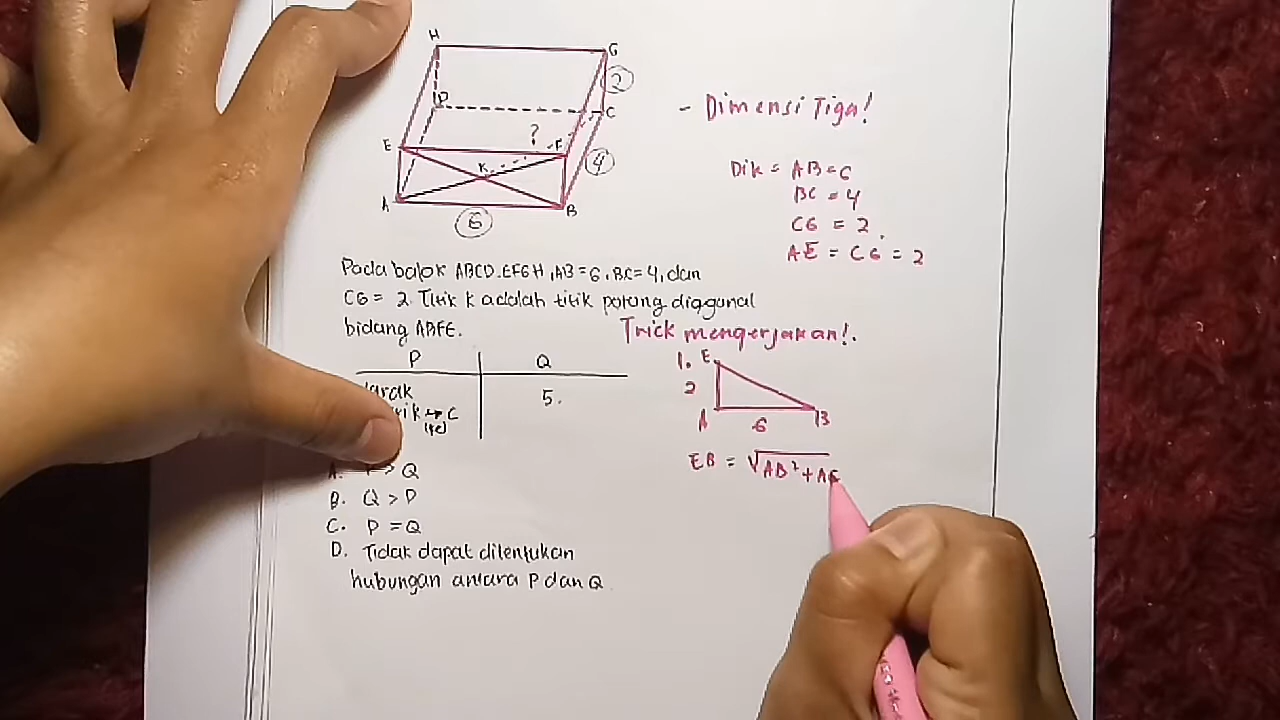 H
G
2
D
C
E
?
F
K
4
A
B
6
- Dimensi Tiga!
Dik = AB = 6
BC = 4
CG = 2.
AE = CG = 2
Pada balok ABCD.EFGH, AB = 6, BC = 4, dan
CG = 2. Titik K adalah titik potong diagonal
bidang ABFE.
P Q
5.
C
(KC)
> Q
B. Q > P
C. P = Q
D. Tidak dapat ditentukan
hubungan antara P dan Q
Trick mengerjakan!.
1. E
2
A 6 B
EB = √AB² + AE